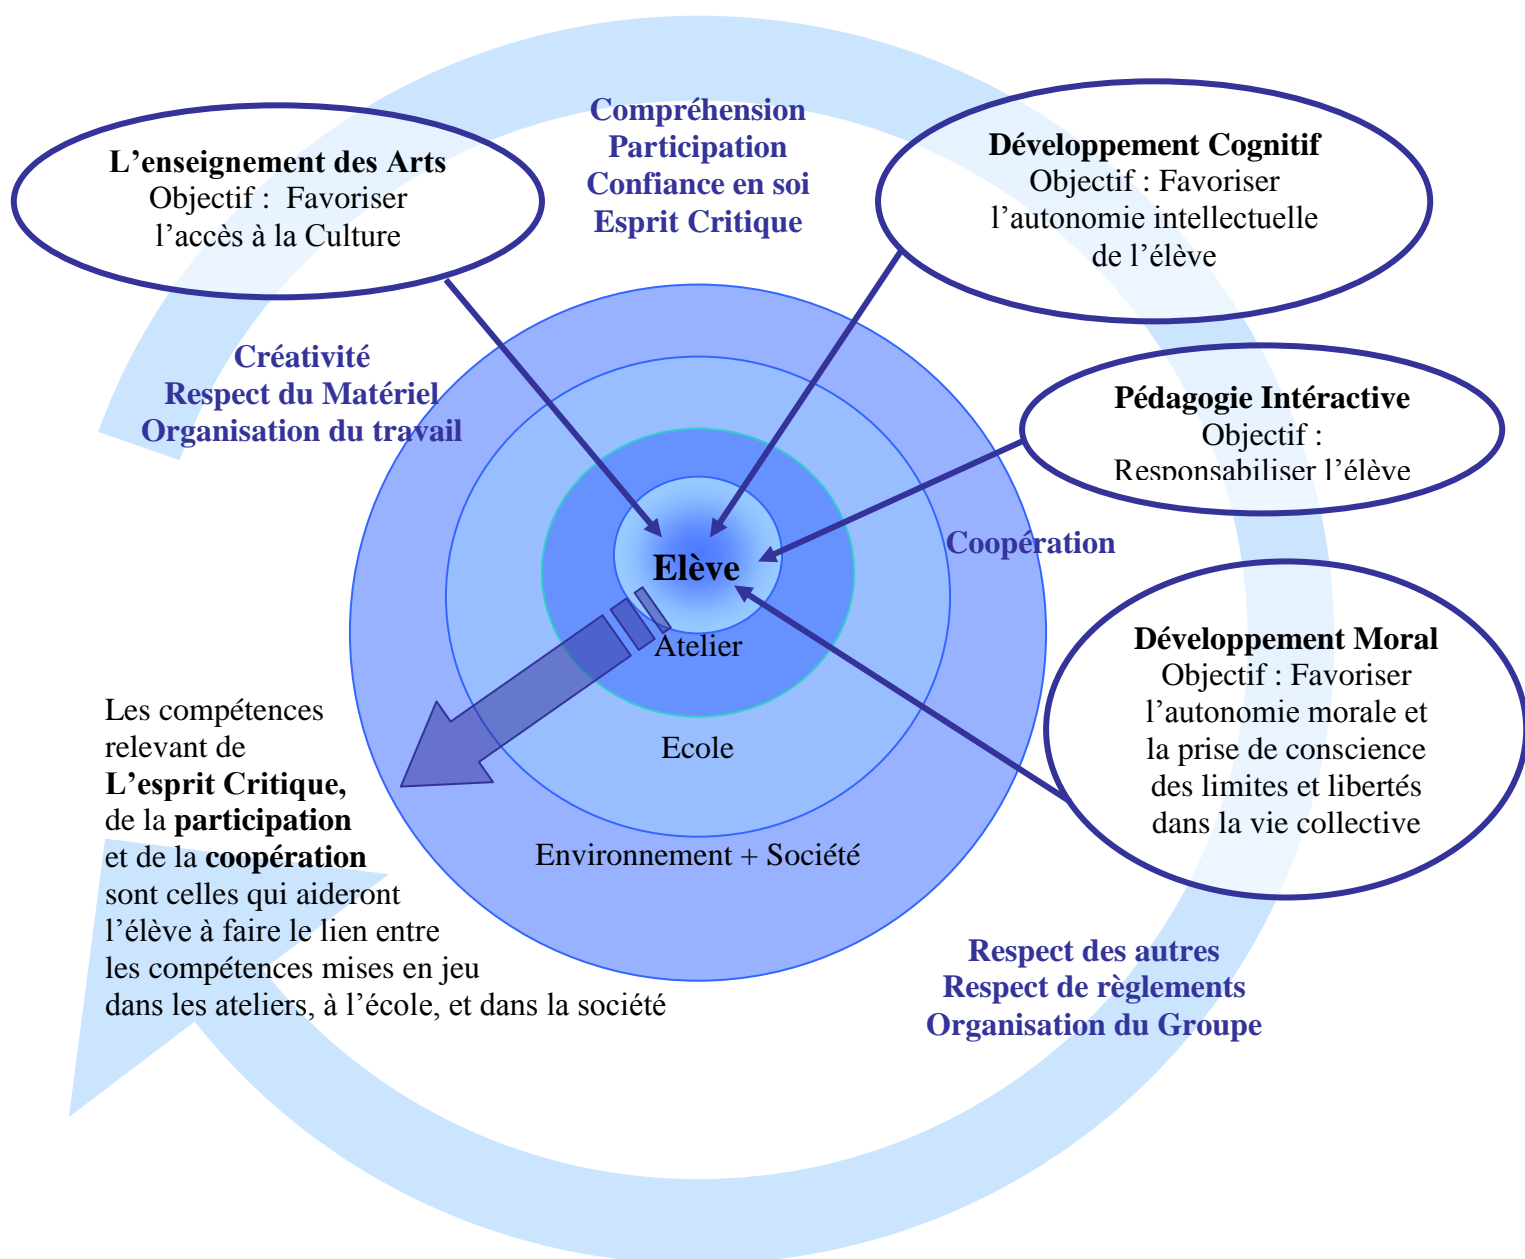 L’enseignement des Arts
Objectif :  Favoriser
l’accès à la Culture
Compréhension
Participation
Confiance en soi
Esprit Critique
Développement Cognitif
Objectif : Favoriser
l’autonomie intellectuelle
de l’élève
Créativité
Respect du Matériel
Organisation du travail
Pédagogie Intéractive
Objectif :
Responsabiliser l’élève
Coopération
Elève
Atelier
Ecole
Environnement + Société
Développement Moral
Objectif : Favoriser
l’autonomie morale et
la prise de conscience
des limites et libertés
dans la vie collective
Les compétences
relevant de
L’esprit Critique,
de la participation
et de la coopération
sont celles qui aideront
l’élève à faire le lien entre
les compétences mises en jeu
dans les ateliers, à l’école, et dans la société
Respect des autres
Respect de règlements
Organisation du Groupe